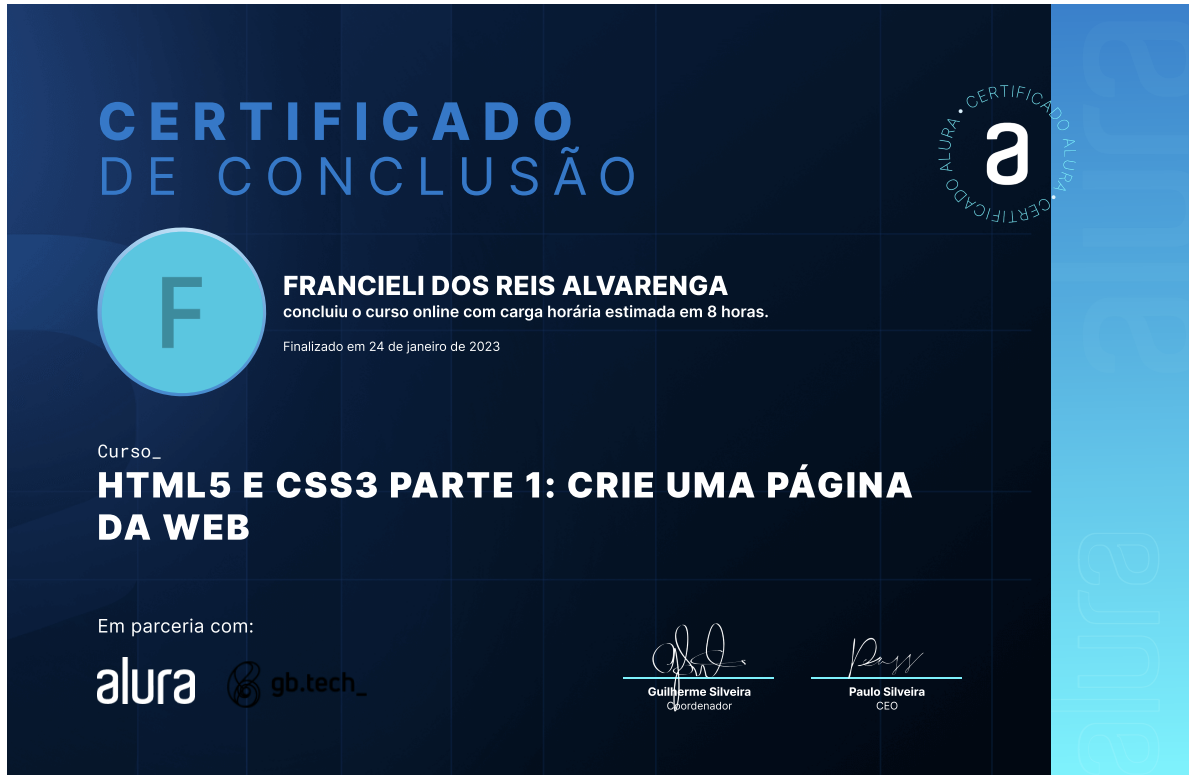 CERTIFICADO
DE CONCLUSÃO
CERTIFICADO ALURA • CERTIFICADO ALURA •
a
F
FRANCIELI DOS REIS ALVARENGA
concluiu o curso online com carga horária estimada em 8 horas.
Finalizado em 24 de janeiro de 2023
Curso_
HTML5 E CSS3 PARTE 1: CRIE UMA PÁGINA
DA WEB
Em parceria com:
alura
gb.tech_
Guilherme Silveira
Coordenador
Paulo Silveira
CEO
alura
alura